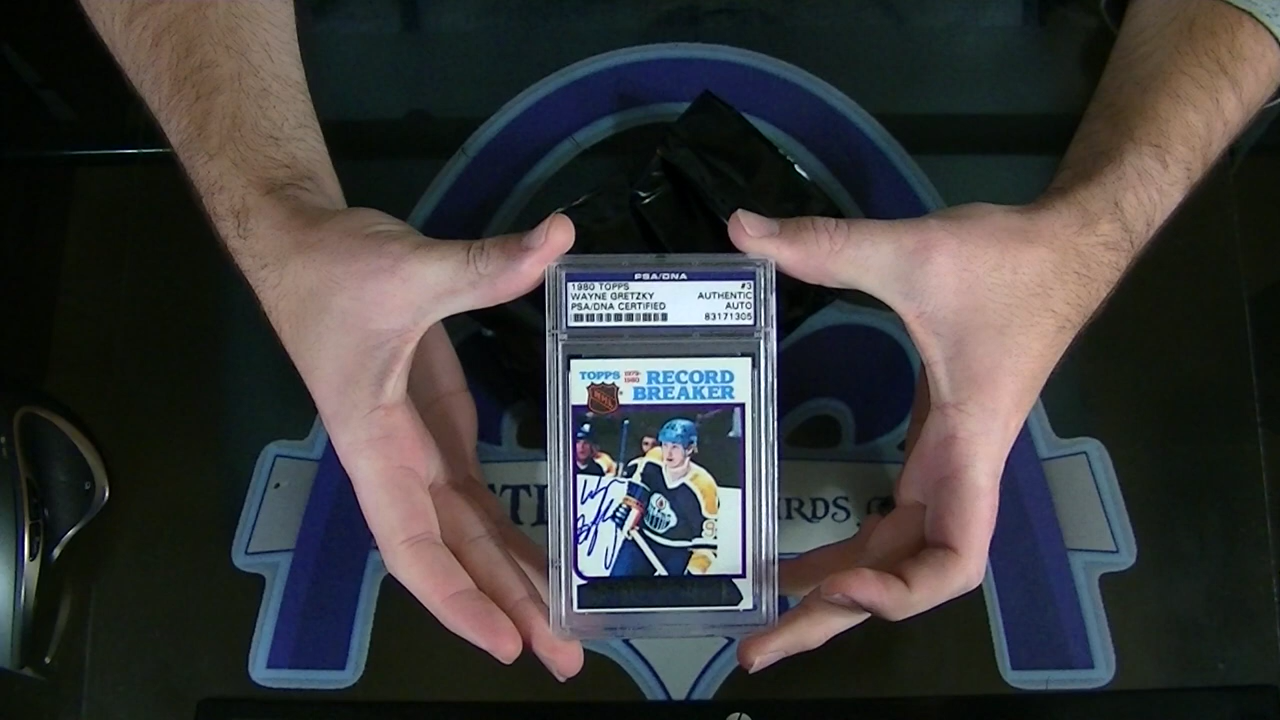 PSA/DNA
1980 TOPPS #3
WAYNE GRETZKY AUTHENTIC
PSA/DNA CERTIFIED AUTO
83171305
TOPPS 1979-
1980 RECORD
BREAKER
NHL